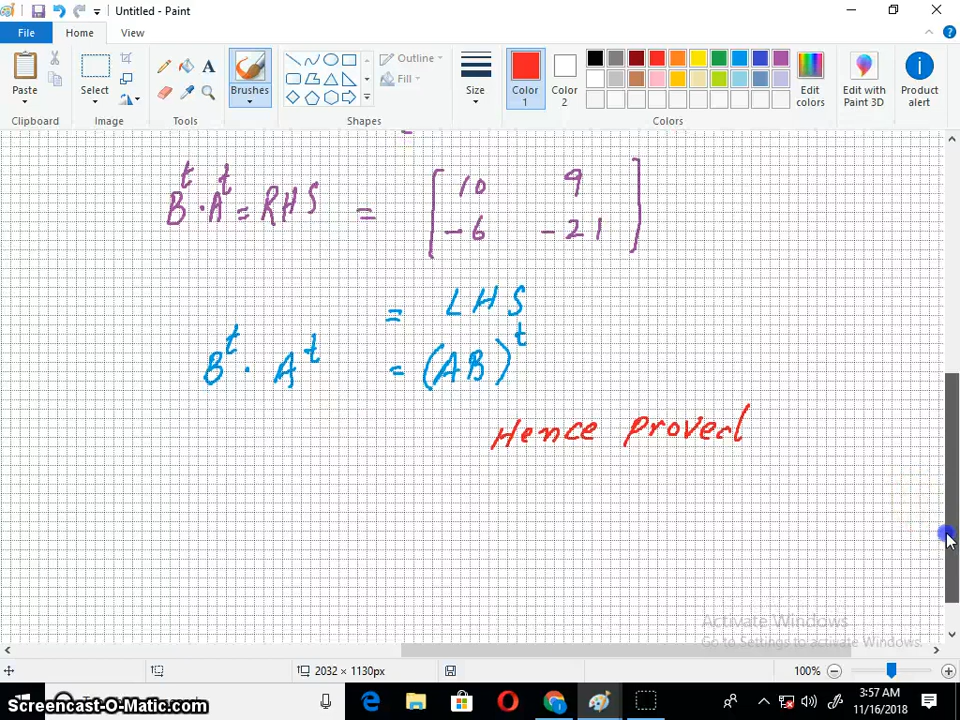 Untitled - Paint
File Home View
Paste Select Brushes Outline Fill Size Color 1 Color 2 Edit colors Edit with Paint 3D Product alert
Clipboard Image Tools Shapes Colors
B^t · A^t = RHS = [ 10 9
-6 -21 ]
= LHS
B^t · A^t = (AB)^t
Hence Proved
Activate Windows
Go to Settings to activate Windows.
2032 × 1130px 100%
Screencast-O-Matic.com
3:57 AM
11/16/2018